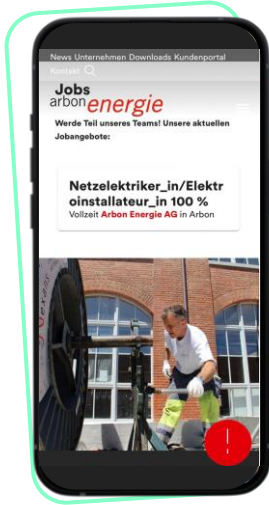 News Unternehmen Downloads Kundenportal
Kontakt
Jobs
arbon energie
Werde Teil unseres Teams! Unsere aktuellen
Jobangebote:
Netzelektriker_in/Elektr
oinstallateur_in 100 %
Vollzeit Arbon Energie AG in Arbon